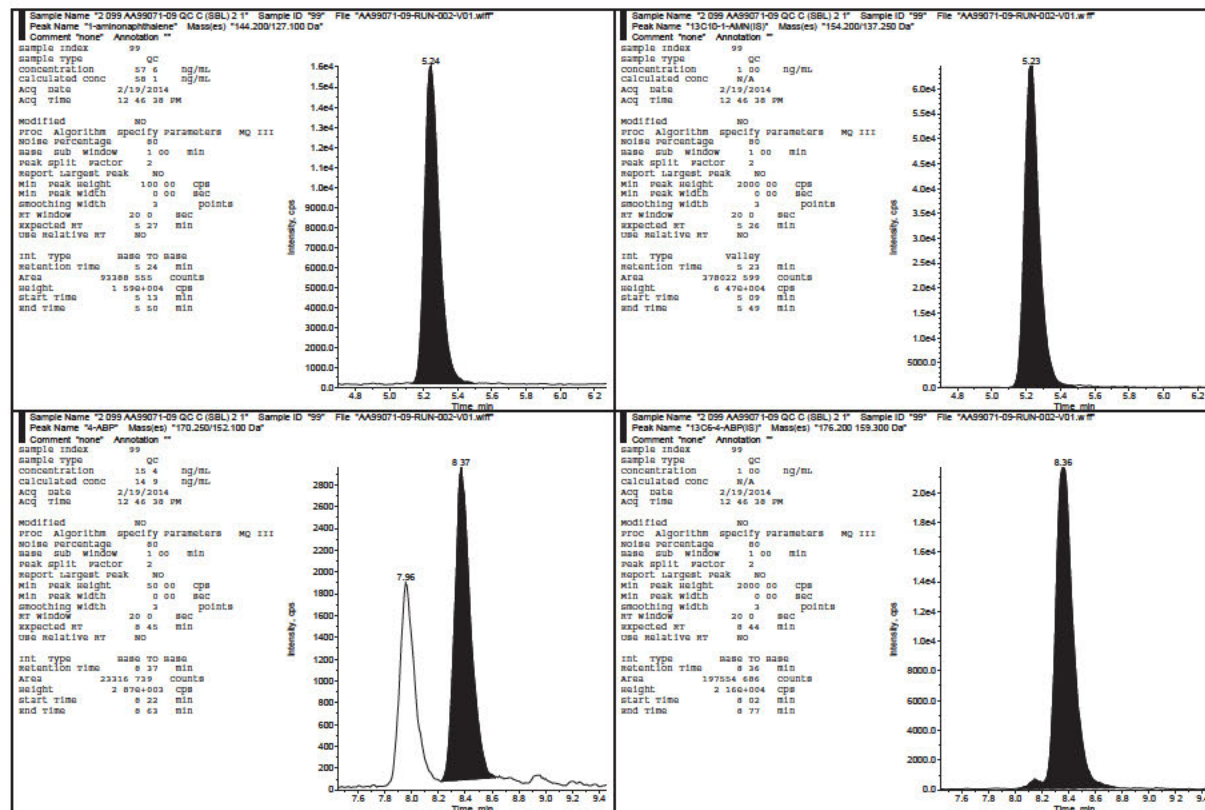 Sample Name "2 099 AA99071-09 QC C (SBL) 2 1" Sample ID "99" File "AA99071-09-RUN-002-V01.wiff"
Peak Name "1-aminonaphthalene" Mass(es) "144.200/127.100 Da"
Comment "none" Annotation ""
Sample Index 99
Sample Type QC
Concentration 57 6 ng/mL
Calculated Conc 58 1 ng/mL
Acq Date 2/19/2014
Acq Time 12 46 38 PM
Modified NO
Proc Algorithm Specify Parameters MQ III
Noise Percentage 80
Base Sub Window 1 00 min
Peak Split Factor 2
Report Largest Peak NO
Min Peak Height 100 00 cps
Min Peak Width 0 00 sec
Smoothing Width 3 points
RT Window 20 0 sec
Expected RT 5 27 min
Use Relative RT NO
Int Type Base To Base
Retention Time 5 24 min
Area 93388 555 counts
Height 1 59e+004 cps
Start Time 5 13 min
End Time 5 50 min
5.24
Intensity, cps
1.6e4
1.5e4
1.4e4
1.3e4
1.2e4
1.1e4
1.0e4
9000.0
8000.0
7000.0
6000.0
5000.0
4000.0
3000.0
2000.0
1000.0
0.0
4.8 5.0 5.2 5.4 5.6 5.8 6.0 6.2
Time, min
Sample Name "2 099 AA99071-09 QC C (SBL) 2 1" Sample ID "99" File "AA99071-09-RUN-002-V01.wiff"
Peak Name "13C10-1-AMN(IS)" Mass(es) "154.200/137.250 Da"
Comment "none" Annotation ""
Sample Index 99
Sample Type QC
Concentration 1 00 ng/mL
Calculated Conc N/A
Acq Date 2/19/2014
Acq Time 12 46 38 PM
Modified NO
Proc Algorithm Specify Parameters MQ III
Noise Percentage 80
Base Sub Window 1 00 min
Peak Split Factor 2
Report Largest Peak NO
Min Peak Height 2000 00 cps
Min Peak Width 0 00 sec
Smoothing Width 3 points
RT Window 20 0 sec
Expected RT 5 26 min
Use Relative RT NO
Int Type Valley
Retention Time 5 23 min
Area 378022 599 counts
Height 6 47e+004 cps
Start Time 5 09 min
End Time 5 49 min
5.23
Intensity, cps
6.0e4
5.5e4
5.0e4
4.5e4
4.0e4
3.5e4
3.0e4
2.5e4
2.0e4
1.5e4
1.0e4
5000.0
0.0
4.8 5.0 5.2 5.4 5.6 5.8 6.0 6.2
Time, min
Sample Name "2 099 AA99071-09 QC C (SBL) 2 1" Sample ID "99" File "AA99071-09-RUN-002-V01.wiff"
Peak Name "4-ABP" Mass(es) "170.250/152.100 Da"
Comment "none" Annotation ""
Sample Index 99
Sample Type QC
Concentration 15 4 ng/mL
Calculated Conc 14 9 ng/mL
Acq Date 2/19/2014
Acq Time 12 46 38 PM
Modified NO
Proc Algorithm Specify Parameters MQ III
Noise Percentage 80
Base Sub Window 1 00 min
Peak Split Factor 2
Report Largest Peak NO
Min Peak Height 50 00 cps
Min Peak Width 0 00 sec
Smoothing Width 3 points
RT Window 20 0 sec
Expected RT 8 45 min
Use Relative RT NO
Int Type Base To Base
Retention Time 8 37 min
Area 23316 739 counts
Height 2 87e+003 cps
Start Time 8 22 min
End Time 8 63 min
8 37
7.96
Intensity, cps
2800
2600
2400
2200
2000
1800
1600
1400
1200
1000
800
600
400
200
0
7.6 7.8 8.0 8.2 8.4 8.6 8.8 9.0 9.2 9.4
Time, min
Sample Name "2 099 AA99071-09 QC C (SBL) 2 1" Sample ID "99" File "AA99071-09-RUN-002-V01.wiff"
Peak Name "13C6-4-ABP(IS)" Mass(es) "176.200 159.300 Da"
Comment "none" Annotation ""
Sample Index 99
Sample Type QC
Concentration 1 00 ng/mL
Calculated Conc N/A
Acq Date 2/19/2014
Acq Time 12 46 38 PM
Modified NO
Proc Algorithm Specify Parameters MQ III
Noise Percentage 80
Base Sub Window 1 00 min
Peak Split Factor 2
Report Largest Peak NO
Min Peak Height 2000 00 cps
Min Peak Width 0 00 sec
Smoothing Width 3 points
RT Window 20 0 sec
Expected RT 8 44 min
Use Relative RT NO
Int Type Base To Base
Retention Time 8 36 min
Area 197554 686 counts
Height 2 16e+004 cps
Start Time 8 02 min
End Time 8 77 min
8.36
Intensity, cps
2.0e4
1.8e4
1.6e4
1.4e4
1.2e4
1.0e4
8000.0
6000.0
4000.0
2000.0
0.0
7.6 7.8 8.0 8.2 8.4 8.6 8.8 9.0 9.2 9.4
Time, min